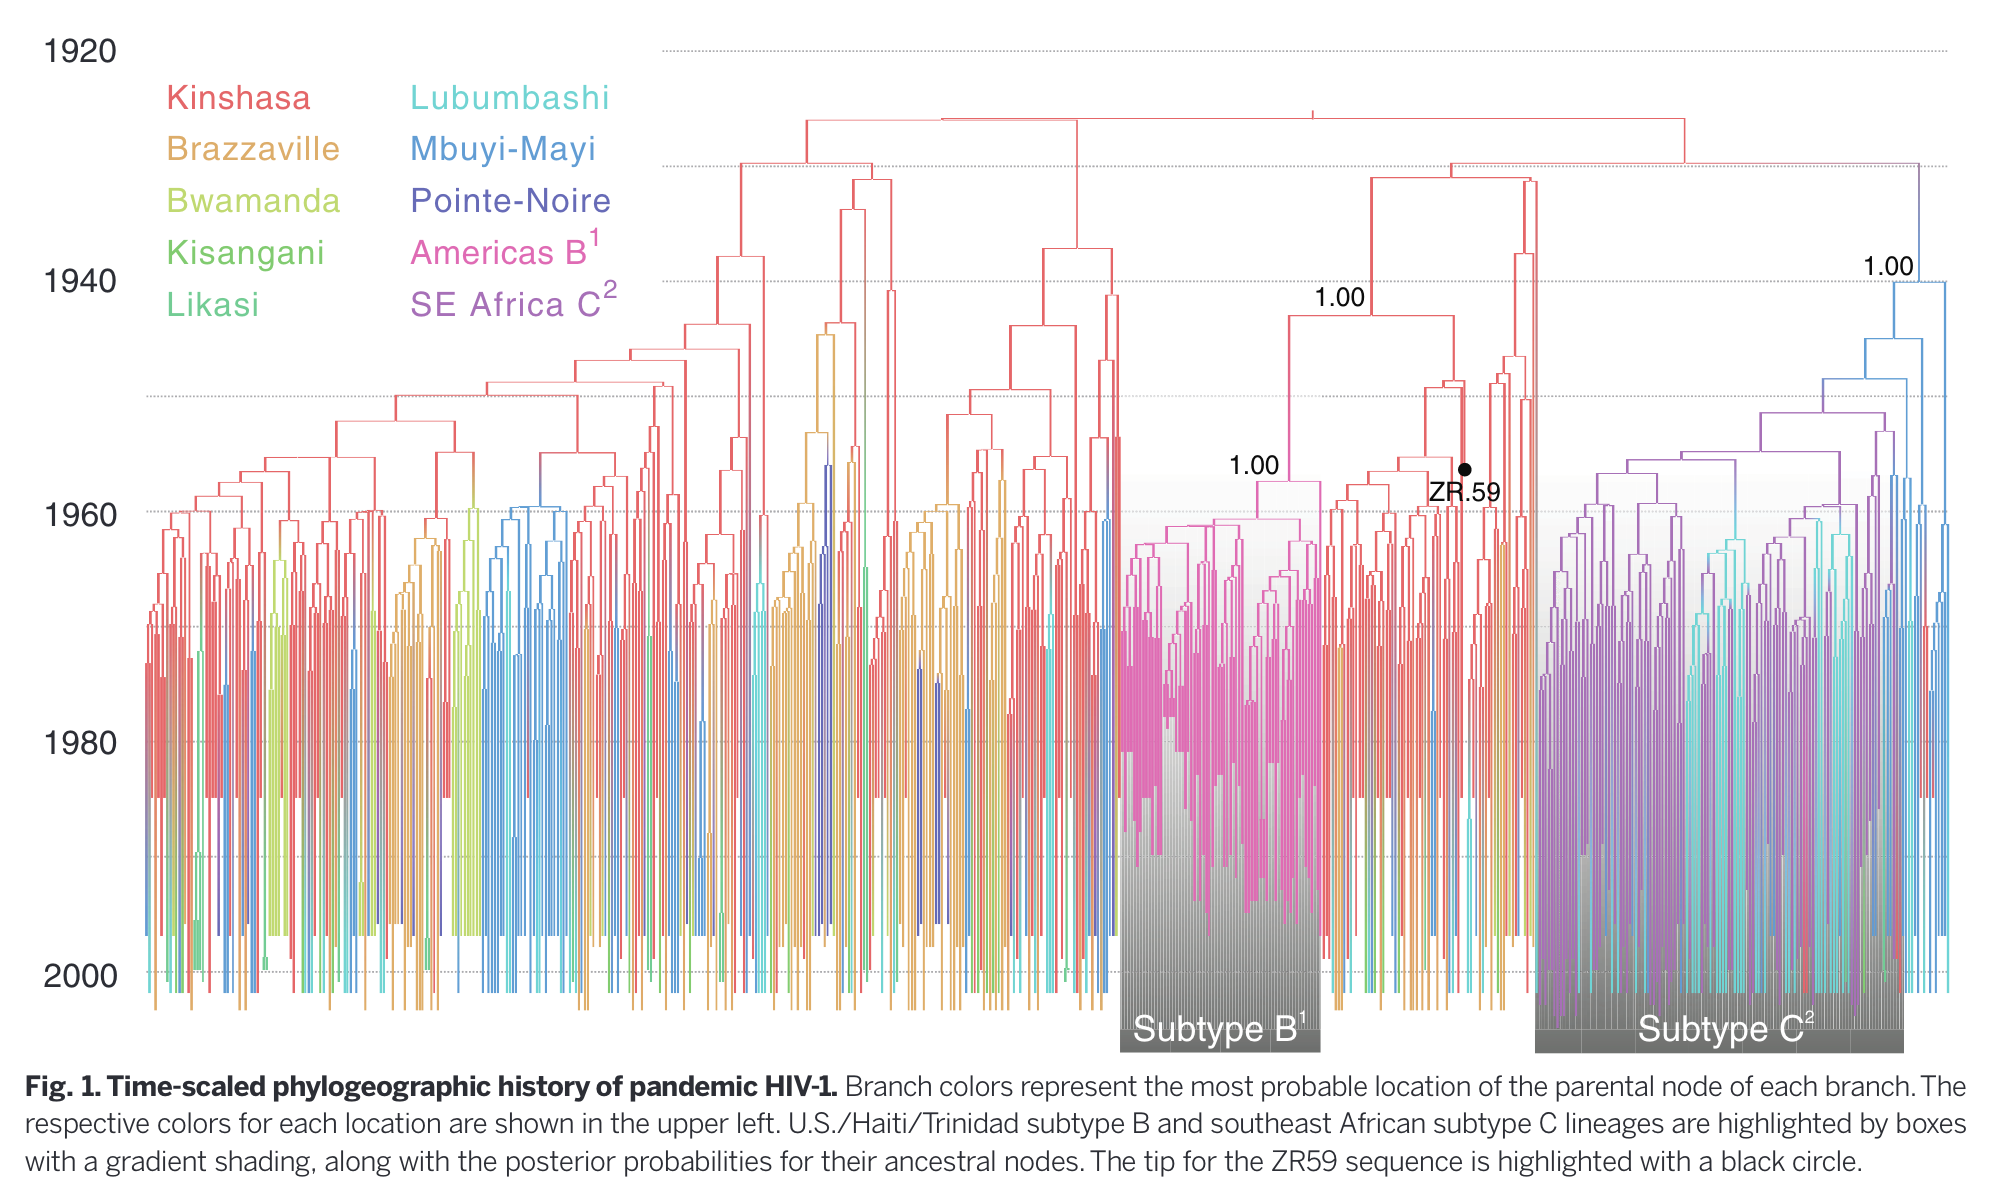 1920
Kinshasa Lubumbashi
Brazzaville Mbuyi-Mayi
Bwamanda Pointe-Noire
Kisangani Americas B¹
Likasi SE Africa C²
1940
1.00
1.00
1.00
ZR.59
1960
1980
2000
Subtype B¹ Subtype C²
Fig. 1. Time-scaled phylogeographic history of pandemic HIV-1. Branch colors represent the most probable location of the parental node of each branch. The
respective colors for each location are shown in the upper left. U.S./Haiti/Trinidad subtype B and southeast African subtype C lineages are highlighted by boxes
with a gradient shading, along with the posterior probabilities for their ancestral nodes. The tip for the ZR59 sequence is highlighted with a black circle.